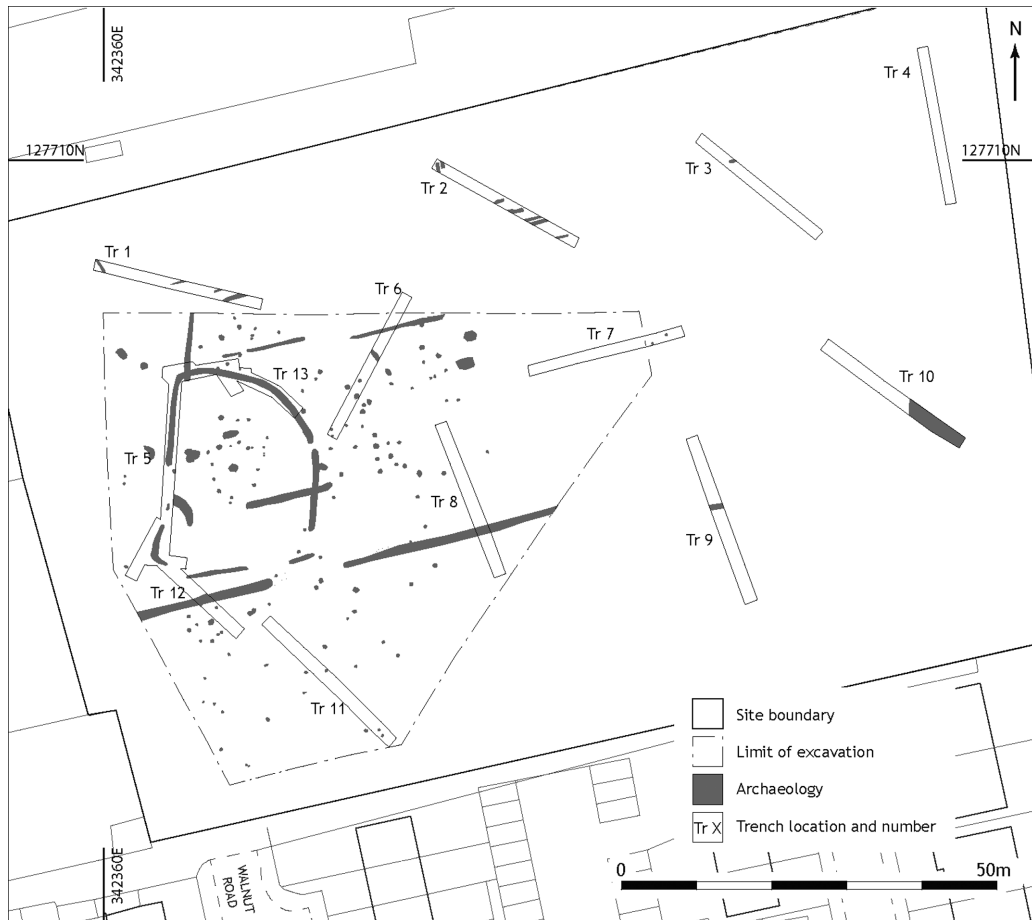 342360E
N
Tr 4
127710N
127710N
Tr 3
Tr 2
Tr 1
Tr 6
Tr 7
Tr 13
Tr 10
Tr 5
Tr 8
Tr 9
Tr 12
Tr 11
Site boundary
Limit of excavation
Archaeology
Tr X Trench location and number
342360E
WALNUT
ROAD
0 50m